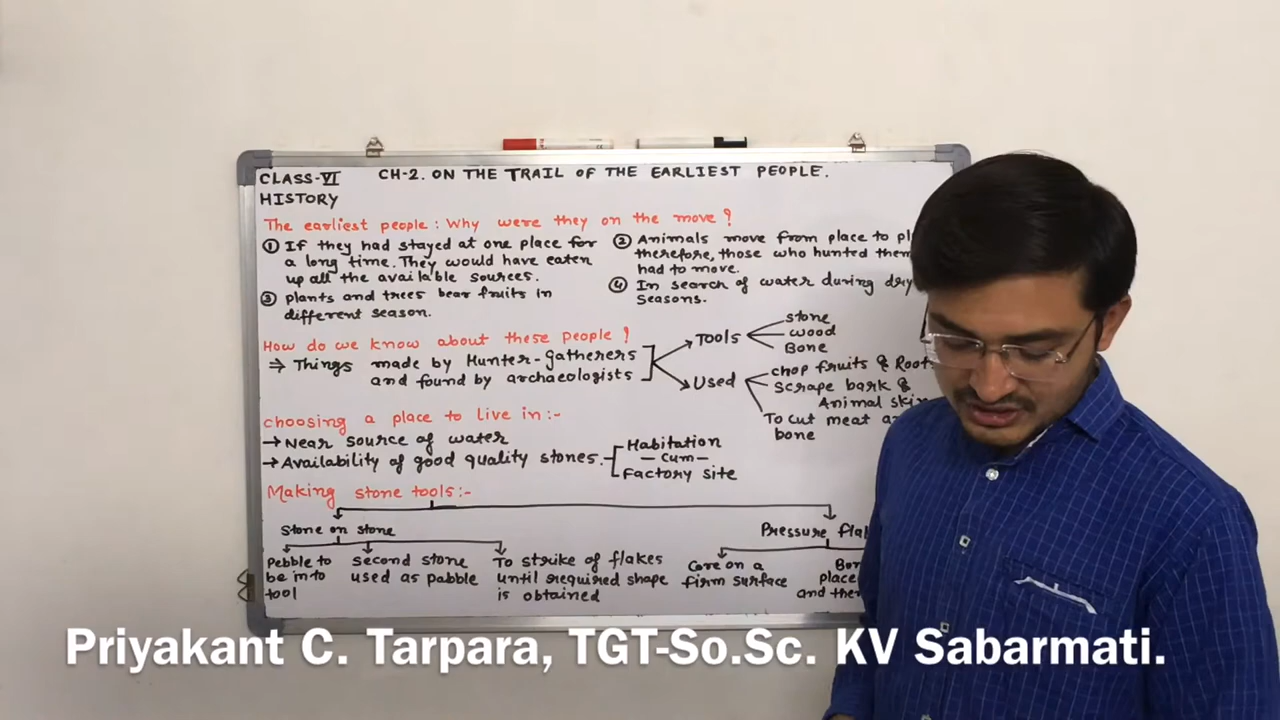 CLASS-VI
HISTORY
CH-2. ON THE TRAIL OF THE EARLIEST PEOPLE.
The earliest people : Why were they on the move ?
① If they had stayed at one place for
a long time. They would have eaten
up all the available sources.
② Animals move from place to
therefore, those who hunted them
had to move.
③ plants and trees bear fruits in
different season.
④ In search of water during dry
seasons.
How do we know about these people ?
⇒ Things made by Hunter-gatherers
and found by archaeologists
Tools
stone
wood
Bone
Used
chop fruits &
Scrape bark &
Animal
To cut meat
bone
choosing a place to live in :-
→ Near source of water
→ Availability of good quality stones.
Habitation
— cum —
Factory site
Making stone tools :-
Stone on stone
Pebble to
be in to
tool
second stone
used as pabble
To strike of flakes
until required shape
is obtained
Pressure
Core on a
firm surface
place
and
Priyakant C. Tarpara, TGT-So.Sc. KV Sabarmati.